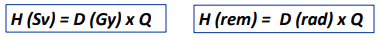 H (Sv) = D (Gy) x Q
H (rem) = D (rad) x Q